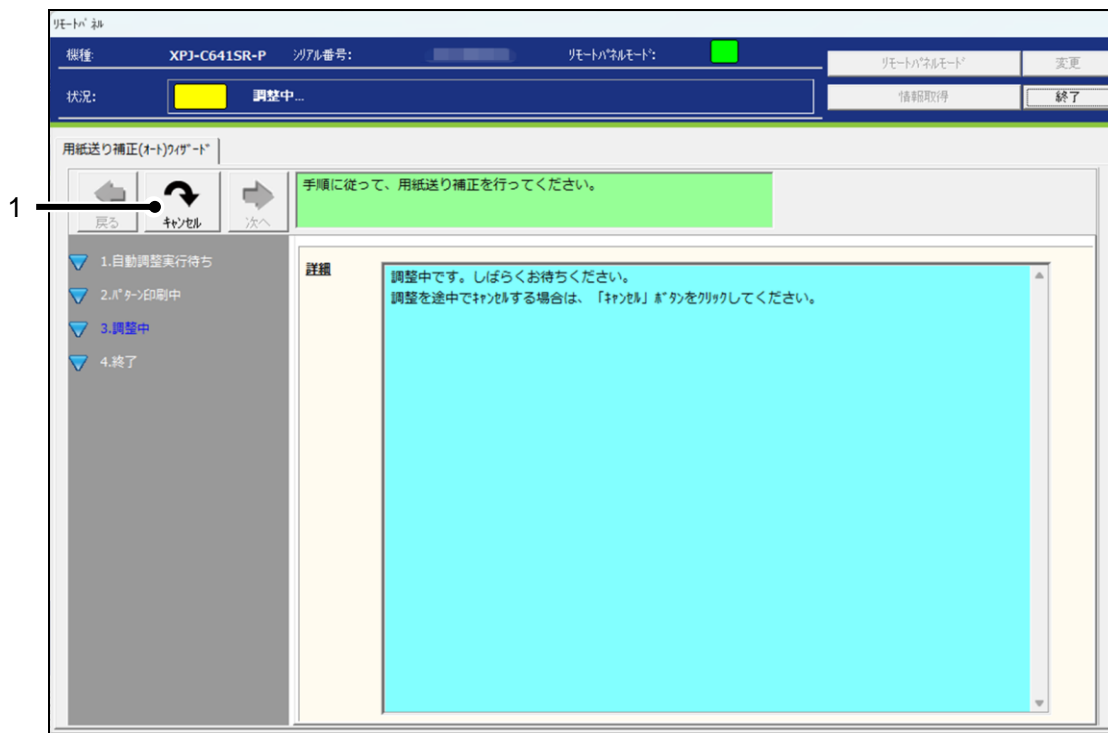 ﾘﾓｰﾄﾊﾟﾈﾙ
機種: XPJ-C641SR-P ｼﾘｱﾙ番号: ﾘﾓｰﾄﾊﾟﾈﾙﾓｰﾄﾞ:
ﾘﾓｰﾄﾊﾟﾈﾙﾓｰﾄﾞ 変更
状況: 調整中...
情報取得 終了
用紙送り補正(ｵｰﾄ)ｳｨｻﾞｰﾄﾞ
1
戻る ｷｬﾝｾﾙ 次へ
手順に従って、用紙送り補正を行ってください。
1.自動調整実行待ち
2.ﾊﾟﾀｰﾝ印刷中
3.調整中
4.終了
詳細
調整中です。しばらくお待ちください。
調整を途中でｷｬﾝｾﾙする場合は、「ｷｬﾝｾﾙ」ﾎﾞﾀﾝをｸﾘｯｸしてください。